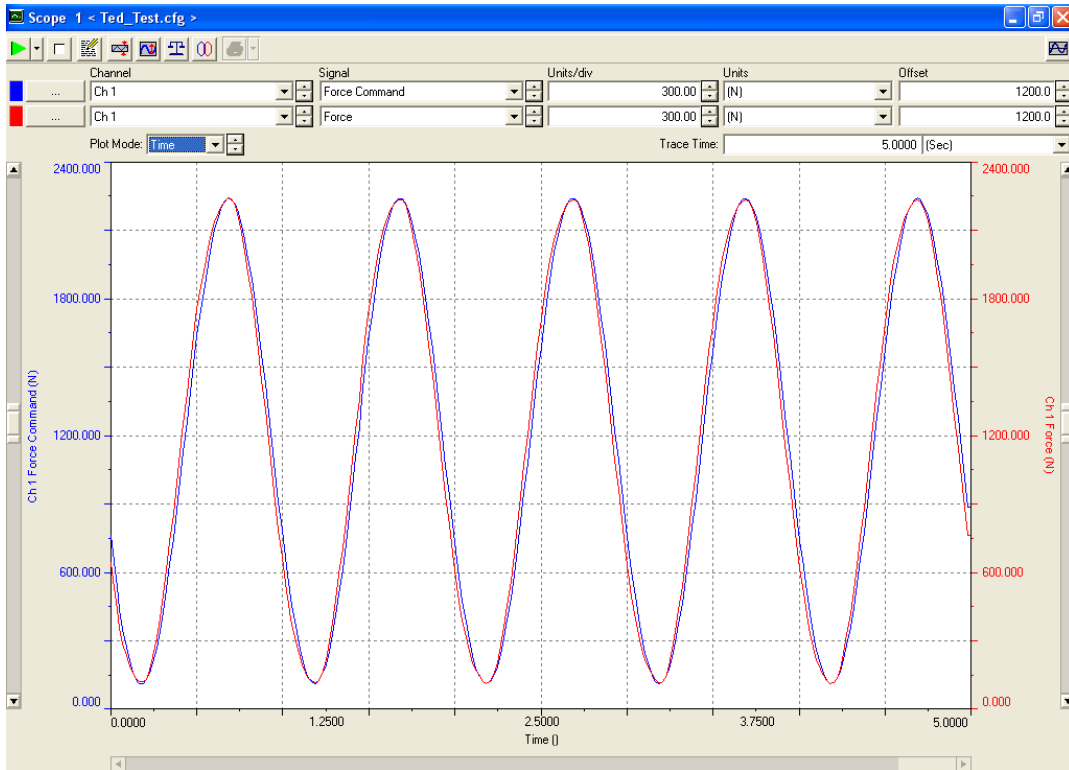 Scope 1 < Ted_Test.cfg >
Channel Signal Units/div Units Offset
... Ch 1 Force Command 300.00 (N) 1200.0
... Ch 1 Force 300.00 (N) 1200.0
Plot Mode: Time Trace Time: 5.0000 (Sec)
2400.000 2400.000
1800.000 1800.000
1200.000 1200.000
600.000 600.000
0.000 0.000
Ch 1 Force Command (N)
Ch 1 Force (N)
0.0000 1.2500 2.5000 3.7500 5.0000
Time ()